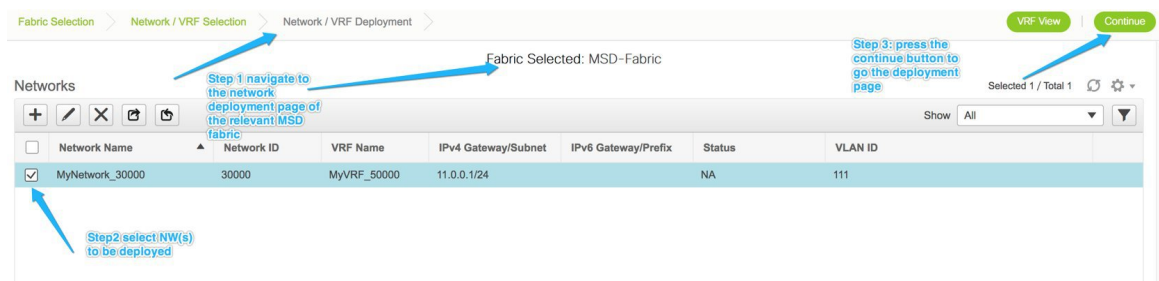 Fabric Selection Network / VRF Selection Network / VRF Deployment VRF View Continue
Fabric Selected: MSD-Fabric
Step 1 navigate to
the network
deployment page of
the relevant MSD
fabric
Step 3: press the
continue button to
go the deployment
page
Networks Selected 1 / Total 1
Show All
Network Name Network ID VRF Name IPv4 Gateway/Subnet IPv6 Gateway/Prefix Status VLAN ID
MyNetwork_30000 30000 MyVRF_50000 11.0.0.1/24 NA 111
Step2 select NW(s)
to be deployed